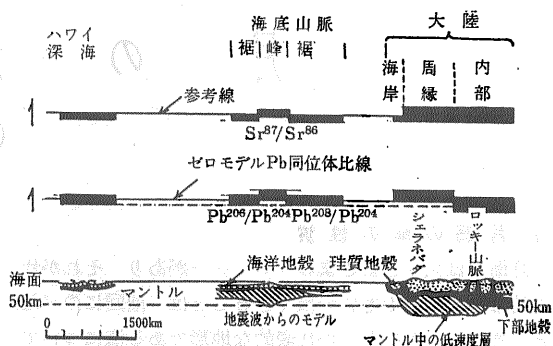 ハワイ
深海
海底山脈
裾 峰 裾
大陸
海岸
周縁
内部
参考線
Sr87/Sr86
ゼロモデルPb同位体比線
Pb206/Pb204 Pb208/Pb204
シェラネバダ
ロッキー山脈
海洋地殻 珪質地殻
海面
マントル
50km
50km
地震波からのモデル
下部地殻
0 1500km
マントル中の低速度層